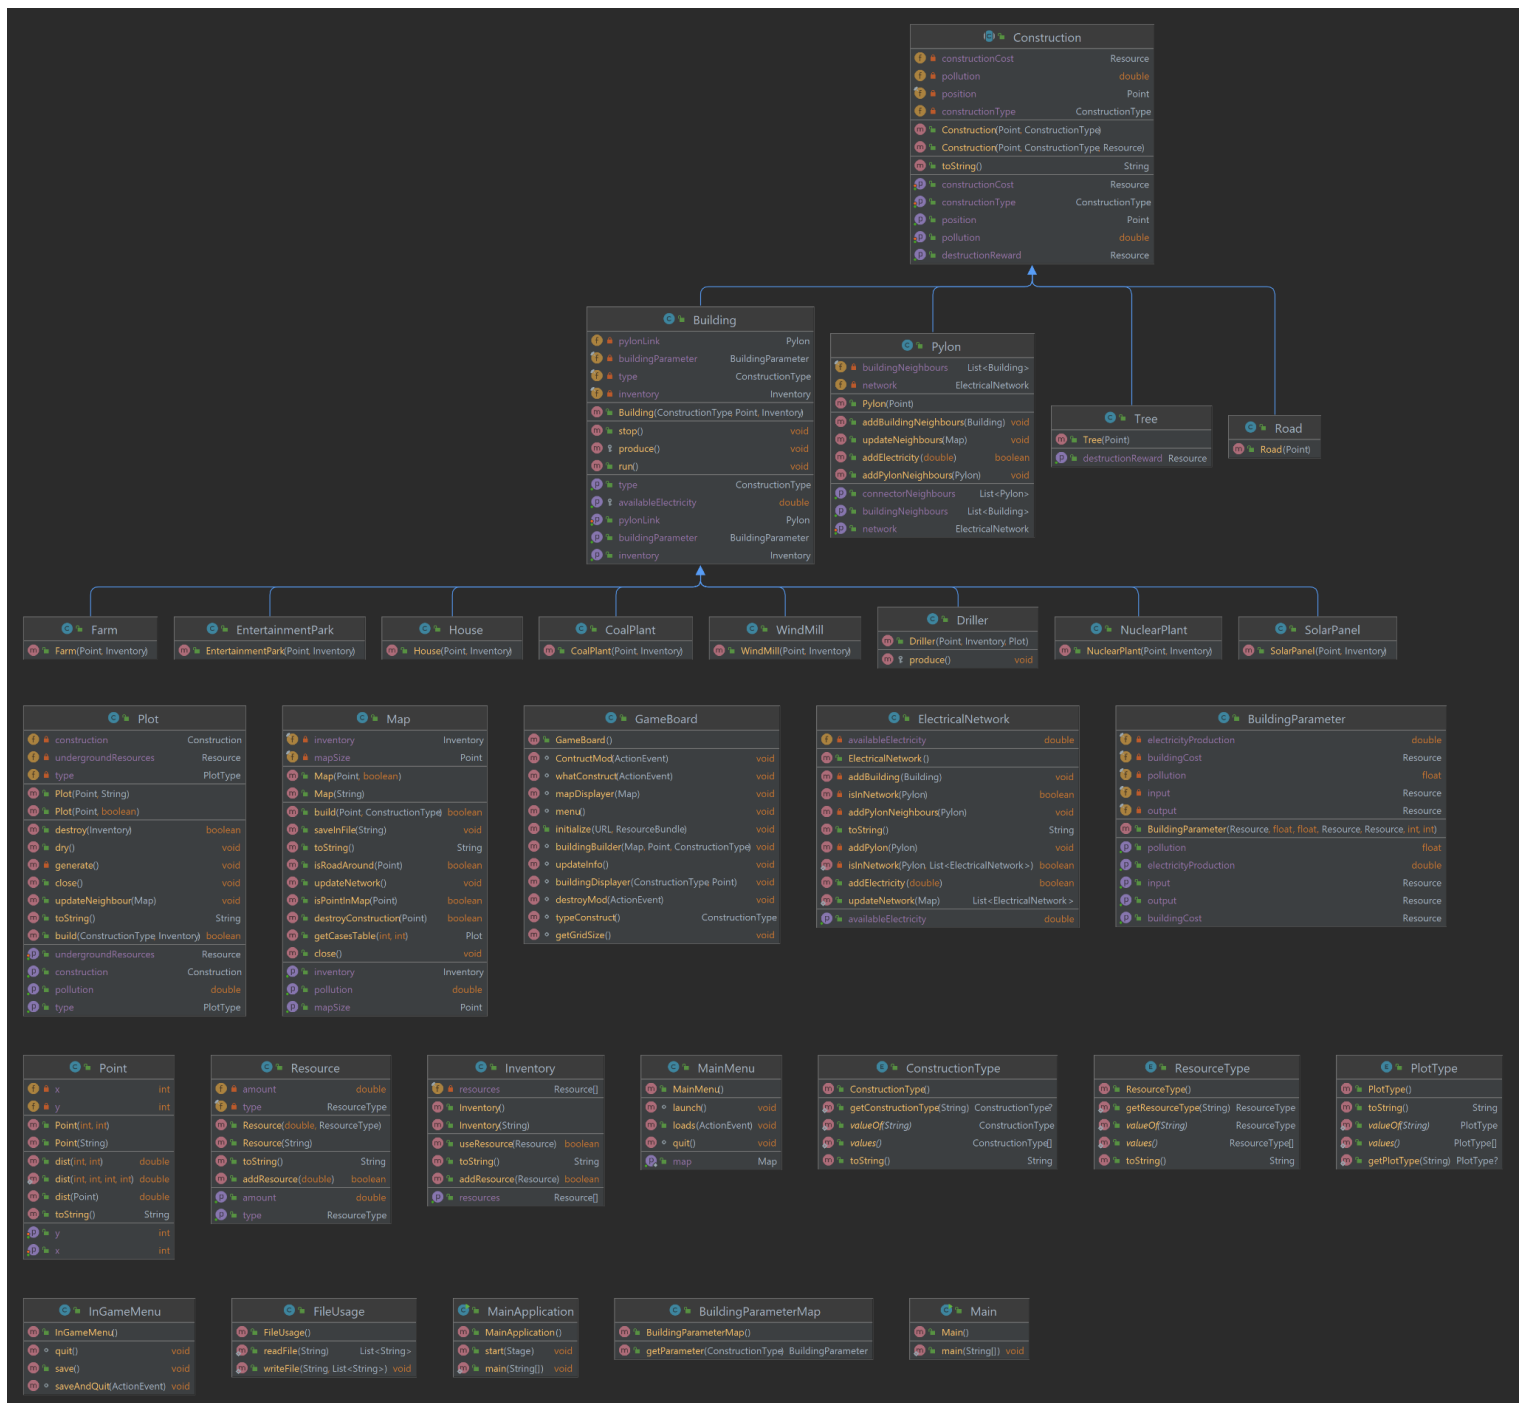 Construction
constructionCost Resource
pollution double
position Point
constructionType ConstructionType
Construction(Point, ConstructionType)
Construction(Point, ConstructionType, Resource)
toString() String
constructionCost Resource
constructionType ConstructionType
position Point
pollution double
destructionReward Resource
Building
pylonLink Pylon
buildingParameter BuildingParameter
type ConstructionType
inventory Inventory
Building(ConstructionType, Point, Inventory)
stop() void
produce() void
run() void
type ConstructionType
availableElectricity double
pylonLink Pylon
buildingParameter BuildingParameter
inventory Inventory
Pylon
buildingNeighbours List<Building>
network ElectricalNetwork
Pylon(Point)
addBuildingNeighbours(Building) void
updateNeighbours(Map) void
addElectricity(double) boolean
addPylonNeighbours(Pylon) void
connectorNeighbours List<Pylon>
buildingNeighbours List<Building>
network ElectricalNetwork
Tree
Tree(Point)
destructionReward Resource
Road
Road(Point)
Farm
Farm(Point, Inventory)
EntertainmentPark
EntertainmentPark(Point, Inventory)
House
House(Point, Inventory)
CoalPlant
CoalPlant(Point, Inventory)
WindMill
WindMill(Point, Inventory)
Driller
Driller(Point, Inventory, Plot)
produce() void
NuclearPlant
NuclearPlant(Point, Inventory)
SolarPanel
SolarPanel(Point, Inventory)
Plot
construction Construction
undergroundResources Resource
type PlotType
Plot(Point, String)
Plot(Point, boolean)
destroy(Inventory) boolean
dry() void
generate() void
close() void
updateNeighbour(Map) void
toString() String
build(ConstructionType, Inventory) boolean
undergroundResources Resource
construction Construction
pollution double
type PlotType
Map
inventory Inventory
mapSize Point
Map(Point, boolean)
Map(String)
build(Point, ConstructionType) boolean
saveInFile(String) void
toString() String
isRoadAround(Point) boolean
updateNetwork() void
isPointInMap(Point) boolean
destroyConstruction(Point) boolean
getCasesTable(int, int) Plot
close() void
inventory Inventory
pollution double
mapSize Point
GameBoard
GameBoard()
ContructMod(ActionEvent) void
whatConstruct(ActionEvent) void
mapDisplayer(Map) void
menu() void
initialize(URL, ResourceBundle) void
buildingBuilder(Map, Point, ConstructionType) void
updateInfo() void
buildingDisplayer(ConstructionType, Point) void
destroyMod(ActionEvent) void
typeConstruct() ConstructionType
getGridSize() void
ElectricalNetwork
availableElectricity double
ElectricalNetwork()
addBuilding(Building) void
isInNetwork(Pylon) boolean
addPylonNeighbours(Pylon) void
toString() String
addPylon(Pylon) void
isInNetwork(Pylon, List<ElectricalNetwork>) boolean
addElectricity(double) boolean
updateNetwork(Map) List<ElectricalNetwork>
availableElectricity double
BuildingParameter
electricityProduction double
buildingCost Resource
pollution float
input Resource
output Resource
BuildingParameter(Resource, float, float, Resource, Resource, int, int)
pollution float
electricityProduction double
input Resource
output Resource
buildingCost Resource
Point
x int
y int
Point(int, int)
Point(String)
dist(int, int) double
dist(int, int, int, int) double
dist(Point) double
toString() String
y int
x int
Resource
amount double
type ResourceType
Resource(double, ResourceType)
Resource(String)
toString() String
addResource(double) boolean
amount double
type ResourceType
Inventory
resources Resource[]
Inventory()
Inventory(String)
useResource(Resource) boolean
toString() String
addResource(Resource) boolean
resources Resource[]
MainMenu
MainMenu()
launch() void
loads(ActionEvent) void
quit() void
map Map
ConstructionType
ConstructionType()
getConstructionType(String) ConstructionType?
valueOf(String) ConstructionType
values() ConstructionType[]
toString() String
ResourceType
ResourceType()
getResourceType(String) ResourceType
valueOf(String) ResourceType
values() ResourceType[]
toString() String
PlotType
PlotType()
toString() String
valueOf(String) PlotType
values() PlotType[]
getPlotType(String) PlotType?
InGameMenu
InGameMenu()
quit() void
save() void
saveAndQuit(ActionEvent) void
FileUsage
FileUsage()
readFile(String) List<String>
writeFile(String, List<String>) void
MainApplication
MainApplication()
start(Stage) void
main(String[]) void
BuildingParameterMap
BuildingParameterMap()
getParameter(ConstructionType) BuildingParameter
Main
Main()
main(String[]) void